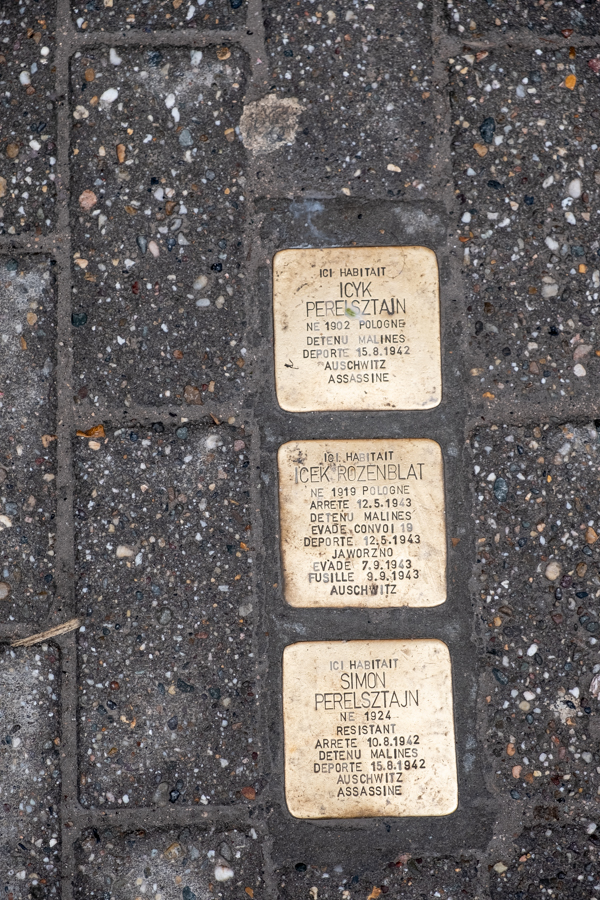 ICI HABITAIT
ICYK
PERELSZTAJN
NE 1902 POLOGNE
DETENU MALINES
DEPORTE 15.8.1942
AUSCHWITZ
ASSASSINE
ICI HABITAIT
ICEK ROZENBLAT
NE 1919 POLOGNE
ARRETE 12.5.1943
DETENU MALINES
EVADE CONVOI 19
DEPORTE 12.5.1943
JAWORZNO
EVADE 7.9.1943
FUSILLE 9.9.1943
AUSCHWITZ
ICI HABITAIT
SIMON
PERELSZTAJN
NE 1924
RESISTANT
ARRETE 10.8.1942
DETENU MALINES
DEPORTE 15.8.1942
AUSCHWITZ
ASSASSINE